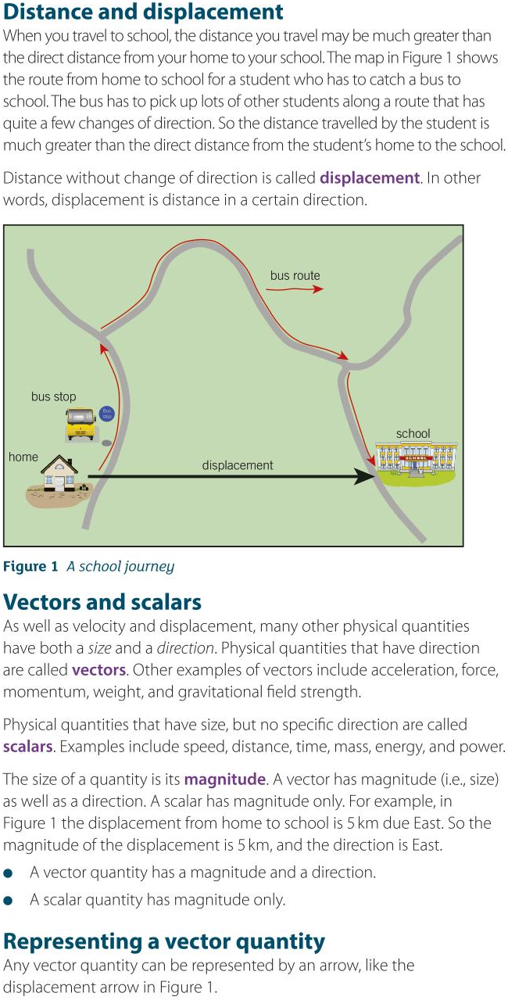 Distance and displacement
When you travel to school, the distance you travel may be much greater than
the direct distance from your home to your school. The map in Figure 1 shows
the route from home to school for a student who has to catch a bus to
school. The bus has to pick up lots of other students along a route that has
quite a few changes of direction. So the distance travelled by the student is
much greater than the direct distance from the student's home to the school.
Distance without change of direction is called displacement. In other
words, displacement is distance in a certain direction.
bus route
bus stop
Bus
stop
school
SCHOOL
home
displacement
Figure 1 A school journey
Vectors and scalars
As well as velocity and displacement, many other physical quantities
have both a size and a direction. Physical quantities that have direction
are called vectors. Other examples of vectors include acceleration, force,
momentum, weight, and gravitational field strength.
Physical quantities that have size, but no specific direction are called
scalars. Examples include speed, distance, time, mass, energy, and power.
The size of a quantity is its magnitude. A vector has magnitude (i.e., size)
as well as a direction. A scalar has magnitude only. For example, in
Figure 1 the displacement from home to school is 5 km due East. So the
magnitude of the displacement is 5 km, and the direction is East.
● A vector quantity has a magnitude and a direction.
● A scalar quantity has magnitude only.
Representing a vector quantity
Any vector quantity can be represented by an arrow, like the
displacement arrow in Figure 1.